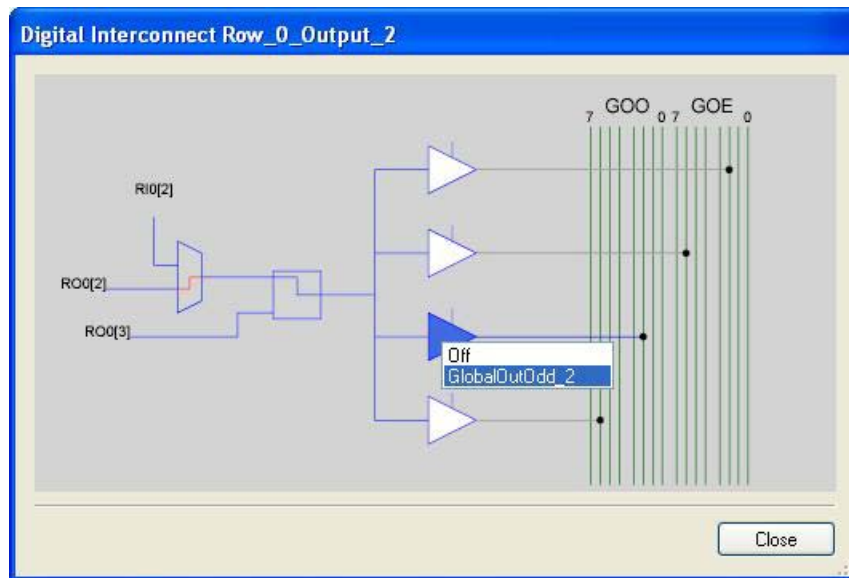 Digital Interconnect Row_0_Output_2
7 GOO 0 7 GOE 0
RI0[2]
RO0[2]
RO0[3]
Off
GlobalOutOdd_2
Close